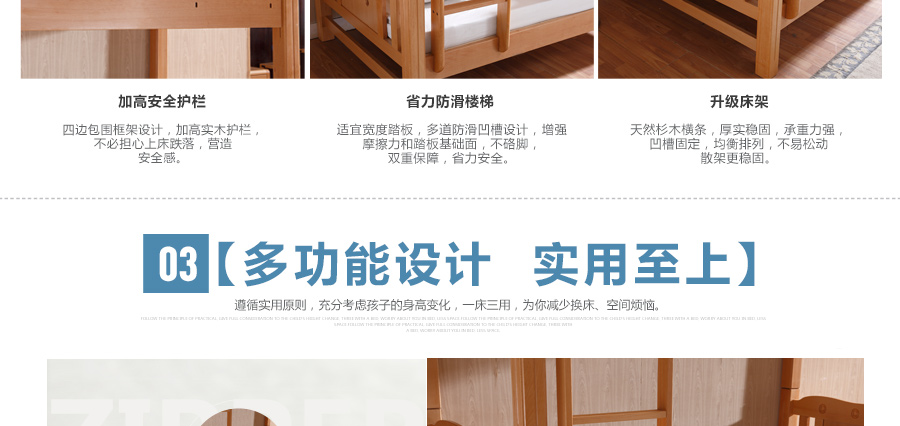 加高安全护栏
四边包围框架设计，加高实木护栏，
不必担心上床跌落，营造
安全感。
省力防滑楼梯
适宜宽度踏板，多道防滑凹槽设计，增强
摩擦力和踏板基础面，不硌脚，
双重保障，省力安全。
升级床架
天然杉木横条，厚实稳固，承重力强，
凹槽固定，均衡排列，不易松动
散架更稳固。
03【多功能设计 实用至上】
遵循实用原则，充分考虑孩子的身高变化，一床三用，为你减少换床、空间烦恼。